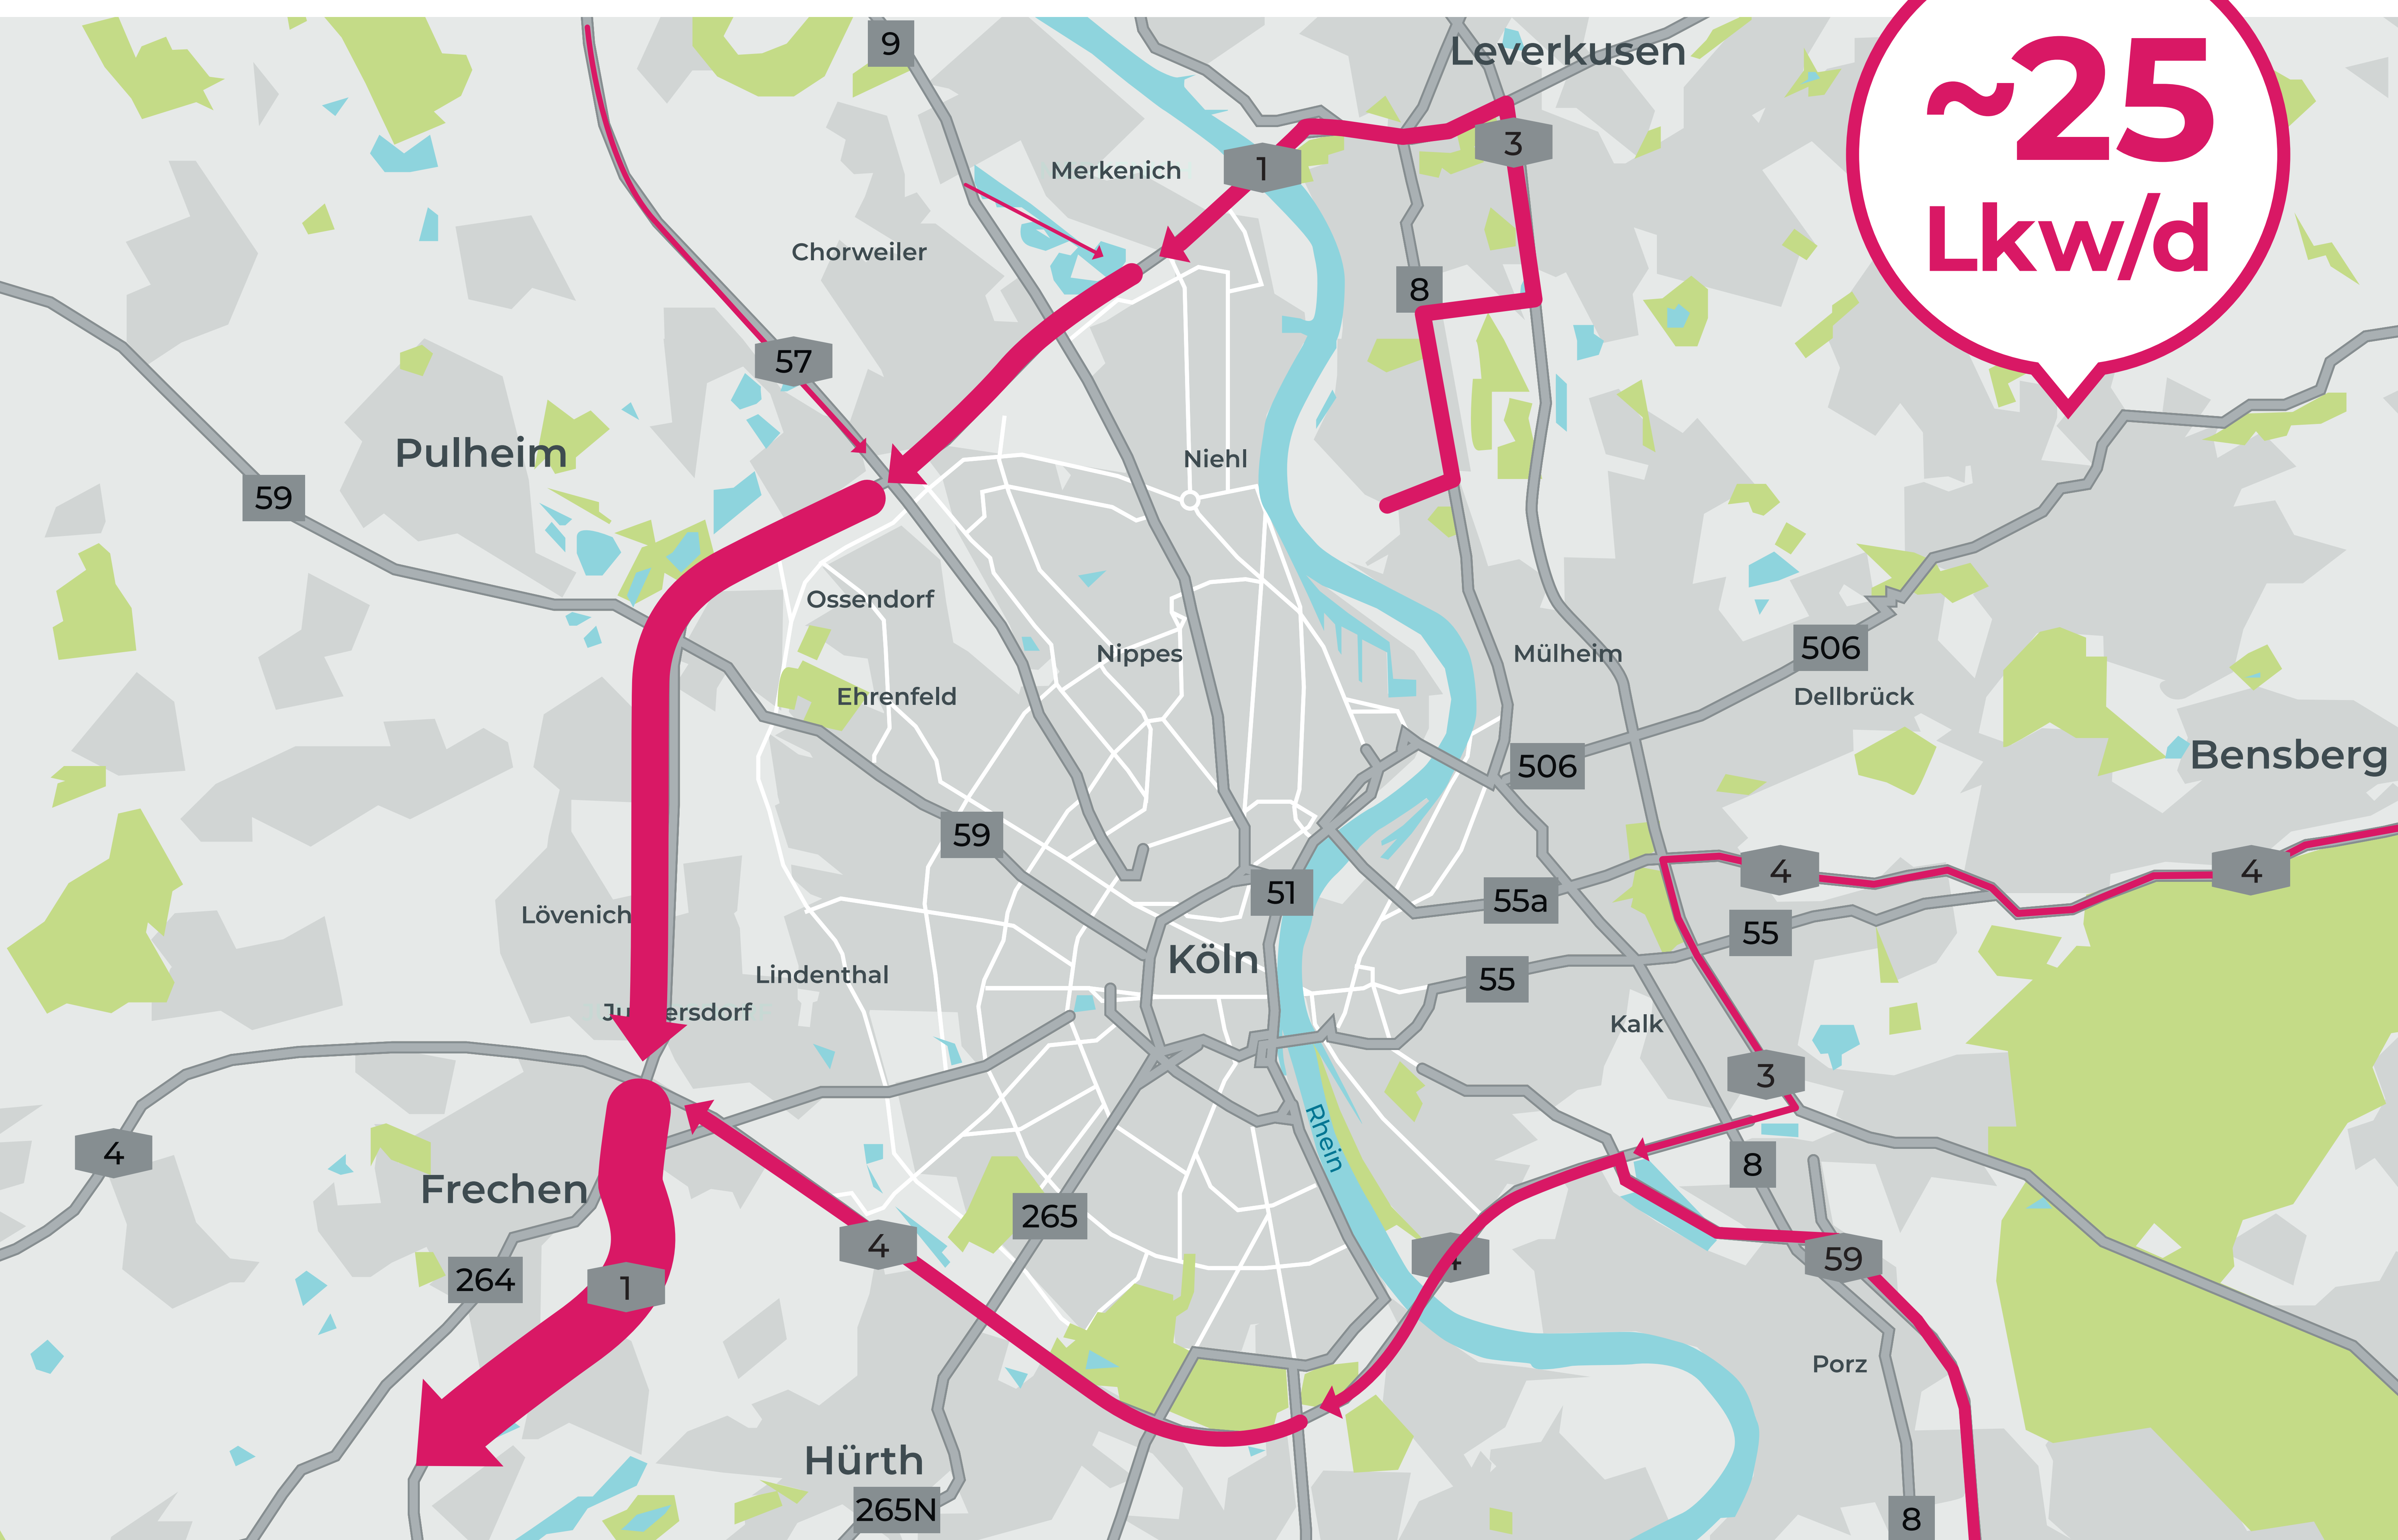 9
Leverkusen
~25
Lkw/d
3
1
Merkenich
Chorweiler
8
57
Pulheim
Niehl
59
Ossendorf
Nippes
Mülheim
506
Ehrenfeld
Dellbrück
Bensberg
506
59
4
4
51
55a
Lövenich
55
Köln
Lindenthal
55
Kalk
3
4
Rhein
8
Frechen
265
4
59
264
1
Porz
Hürth
265N
8